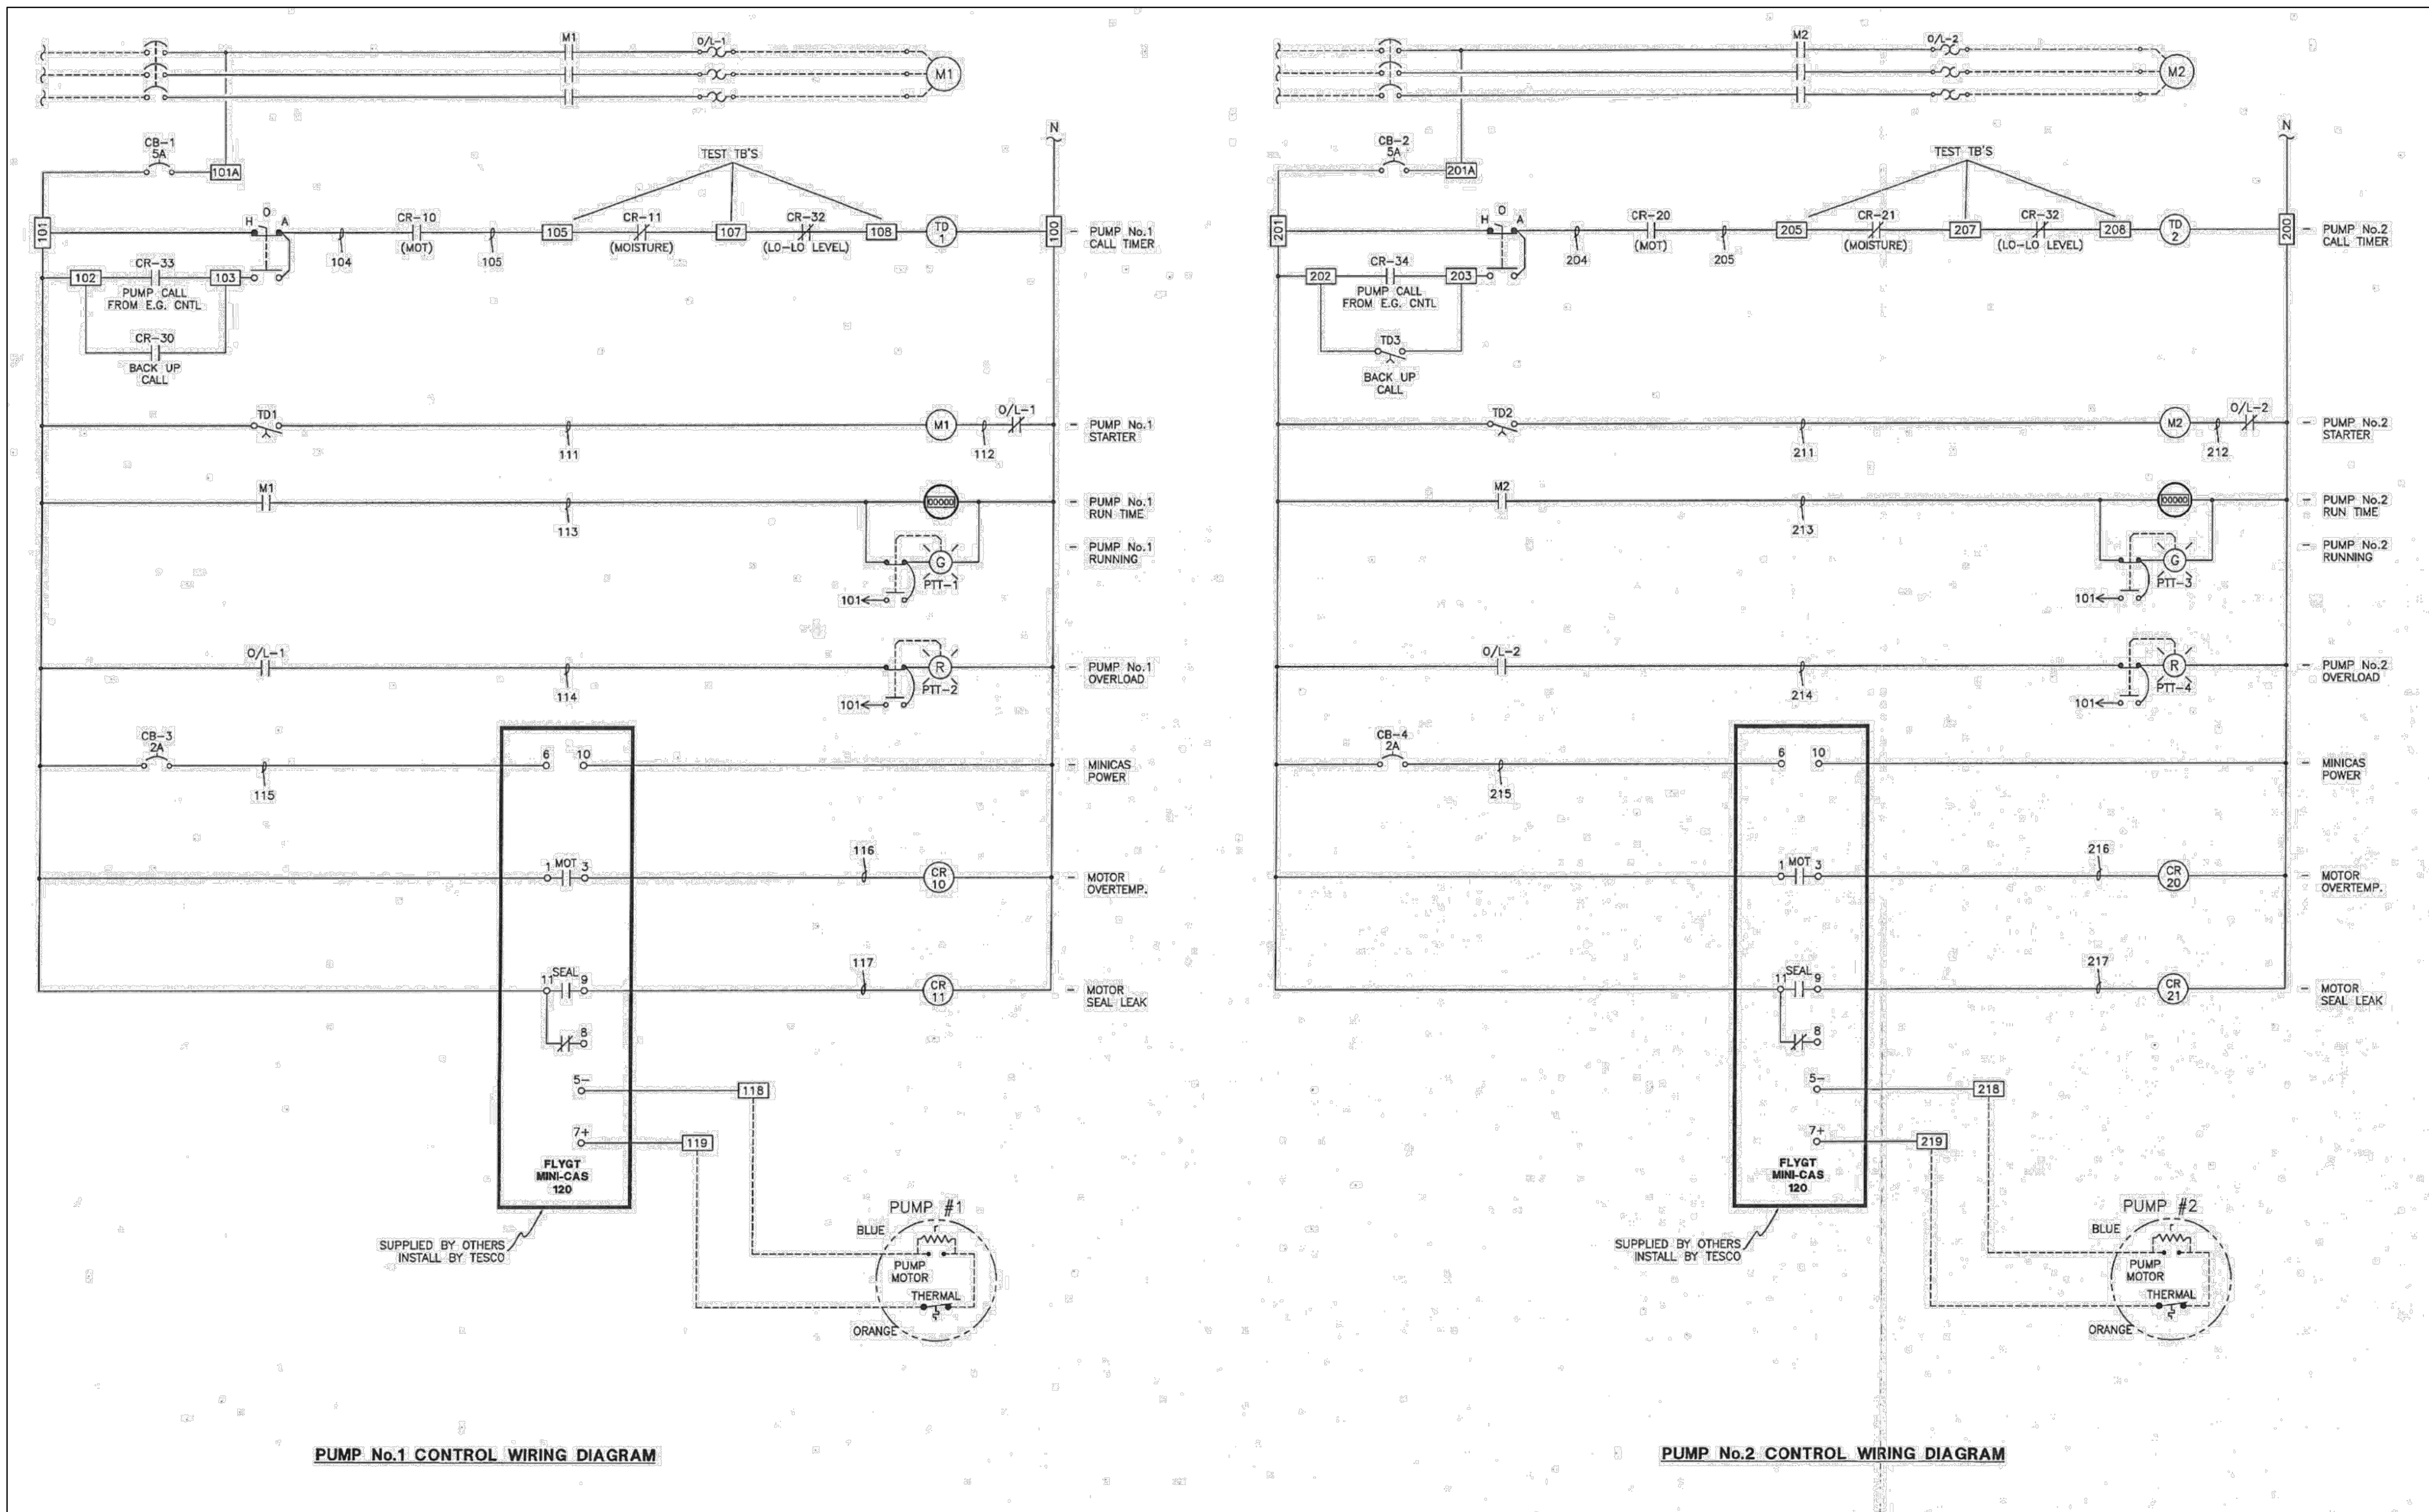 M1
O/L-1
M1
N
CB-1
5A
101A
TEST TB'S
101
H
O
A
104
CR-10
(MOT)
105
105
CR-11
(MOISTURE)
107
CR-32
(LO-LO LEVEL)
108
TD
1
100
- PUMP No.1
CALL TIMER
102
CR-33
103
PUMP CALL
FROM E.G. CNTL
CR-30
BACK UP
CALL
TD1
111
M1
112
O/L-1
- PUMP No.1
STARTER
M1
113
00000
- PUMP No.1
RUN TIME
- PUMP No.1
RUNNING
G
PTT-1
101
O/L-1
114
R
PTT-2
101
- PUMP No.1
OVERLOAD
CB-3
2A
115
6
10
- MINICAS
POWER
1
MOT
3
116
CR
10
- MOTOR
OVERTEMP.
11
SEAL
9
117
CR
11
- MOTOR
SEAL LEAK
8
5-
118
7+
119
FLYGT
MINI-CAS
120
SUPPLIED BY OTHERS
INSTALL BY TESCO
PUMP #1
BLUE
r
PUMP
MOTOR
THERMAL
ORANGE
PUMP No.1 CONTROL WIRING DIAGRAM
M2
O/L-2
M2
N
CB-2
5A
201A
TEST TB'S
201
H
O
A
204
CR-20
(MOT)
205
205
CR-21
(MOISTURE)
207
CR-32
(LO-LO LEVEL)
208
TD
2
200
- PUMP No.2
CALL TIMER
202
CR-34
203
PUMP CALL
FROM E.G. CNTL
TD3
BACK UP
CALL
TD2
211
M2
212
O/L-2
- PUMP No.2
STARTER
M2
213
00000
- PUMP No.2
RUN TIME
- PUMP No.2
RUNNING
G
PTT-3
101
O/L-2
214
R
PTT-4
101
- PUMP No.2
OVERLOAD
CB-4
2A
215
6
10
- MINICAS
POWER
1
MOT
3
216
CR
20
- MOTOR
OVERTEMP.
11
SEAL
9
217
CR
21
- MOTOR
SEAL LEAK
8
5-
218
7+
219
FLYGT
MINI-CAS
120
SUPPLIED BY OTHERS
INSTALL BY TESCO
PUMP #2
BLUE
r
PUMP
MOTOR
THERMAL
ORANGE
PUMP No.2 CONTROL WIRING DIAGRAM